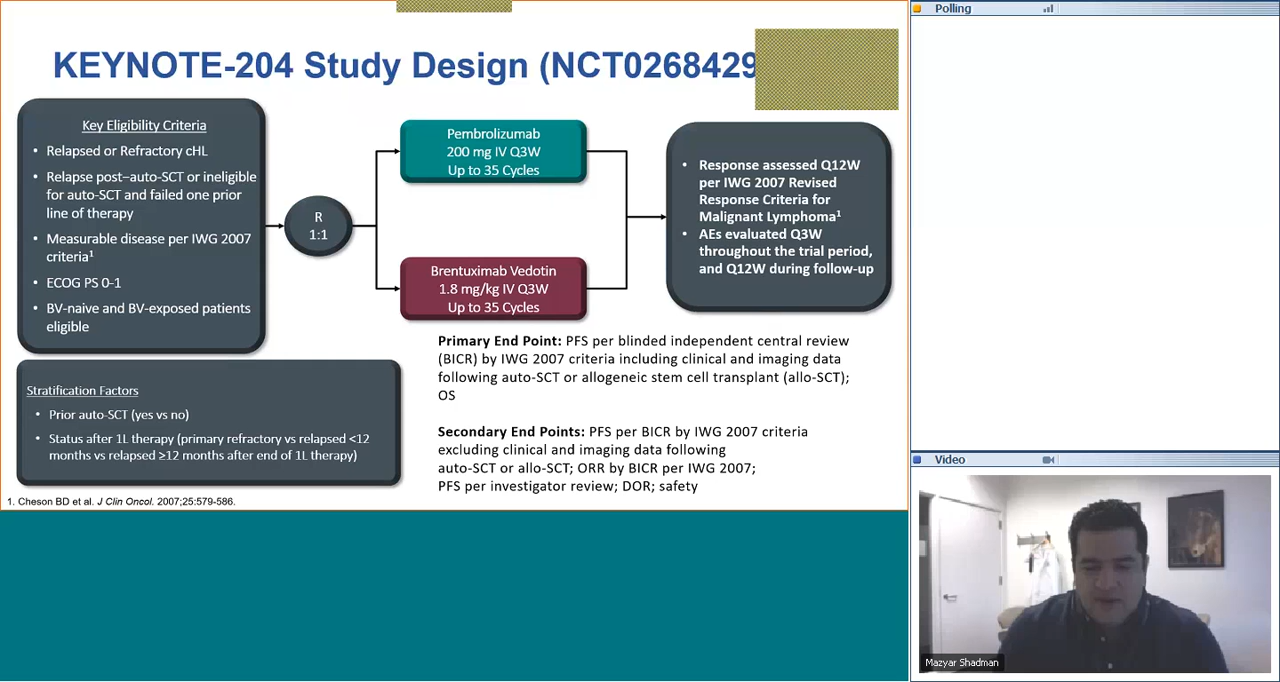 KEYNOTE-204 Study Design (NCT0268429
Key Eligibility Criteria
• Relapsed or Refractory cHL
• Relapse post–auto-SCT or ineligible
for auto-SCT and failed one prior
line of therapy
• Measurable disease per IWG 2007
criteria¹
• ECOG PS 0-1
• BV-naive and BV-exposed patients
eligible
R
1:1
Pembrolizumab
200 mg IV Q3W
Up to 35 Cycles
Brentuximab Vedotin
1.8 mg/kg IV Q3W
Up to 35 Cycles
• Response assessed Q12W
per IWG 2007 Revised
Response Criteria for
Malignant Lymphoma¹
• AEs evaluated Q3W
throughout the trial period,
and Q12W during follow-up
Stratification Factors
• Prior auto-SCT (yes vs no)
• Status after 1L therapy (primary refractory vs relapsed <12
months vs relapsed ≥12 months after end of 1L therapy)
Primary End Point: PFS per blinded independent central review
(BICR) by IWG 2007 criteria including clinical and imaging data
following auto-SCT or allogeneic stem cell transplant (allo-SCT);
OS
Secondary End Points: PFS per BICR by IWG 2007 criteria
excluding clinical and imaging data following
auto-SCT or allo-SCT; ORR by BICR per IWG 2007;
PFS per investigator review; DOR; safety
1. Cheson BD et al. J Clin Oncol. 2007;25:579-586.
Polling
Video
Mazyar Shadman